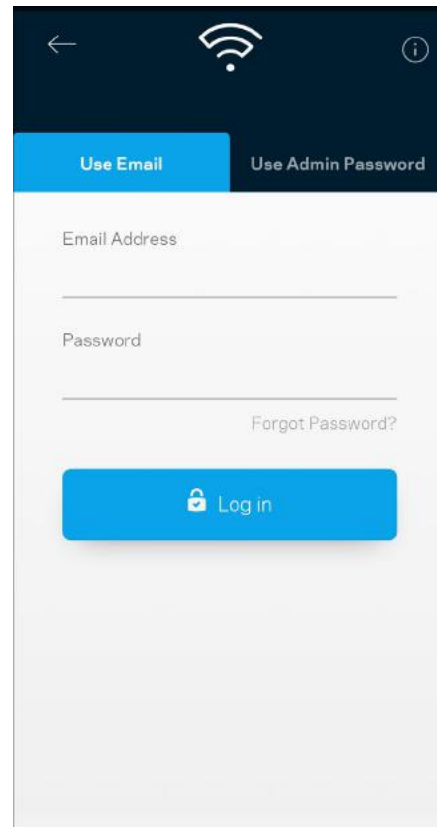 Use Email
Use Admin Password
Email Address
Password
Forgot Password?
Log in